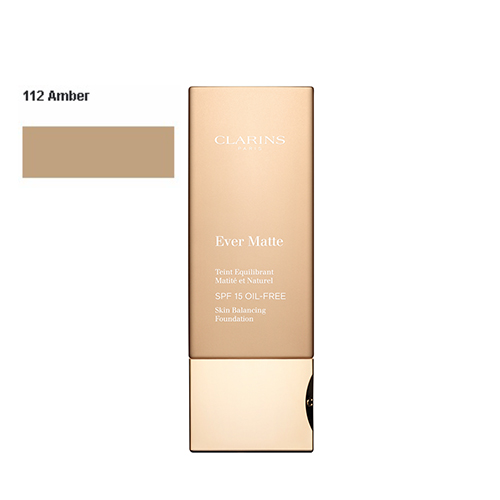 112 Amber
CLARINS
PARIS
Ever Matte
Teint Equilibrant
Matité et Naturel
SPF 15 OIL-FREE
Skin Balancing
Foundation